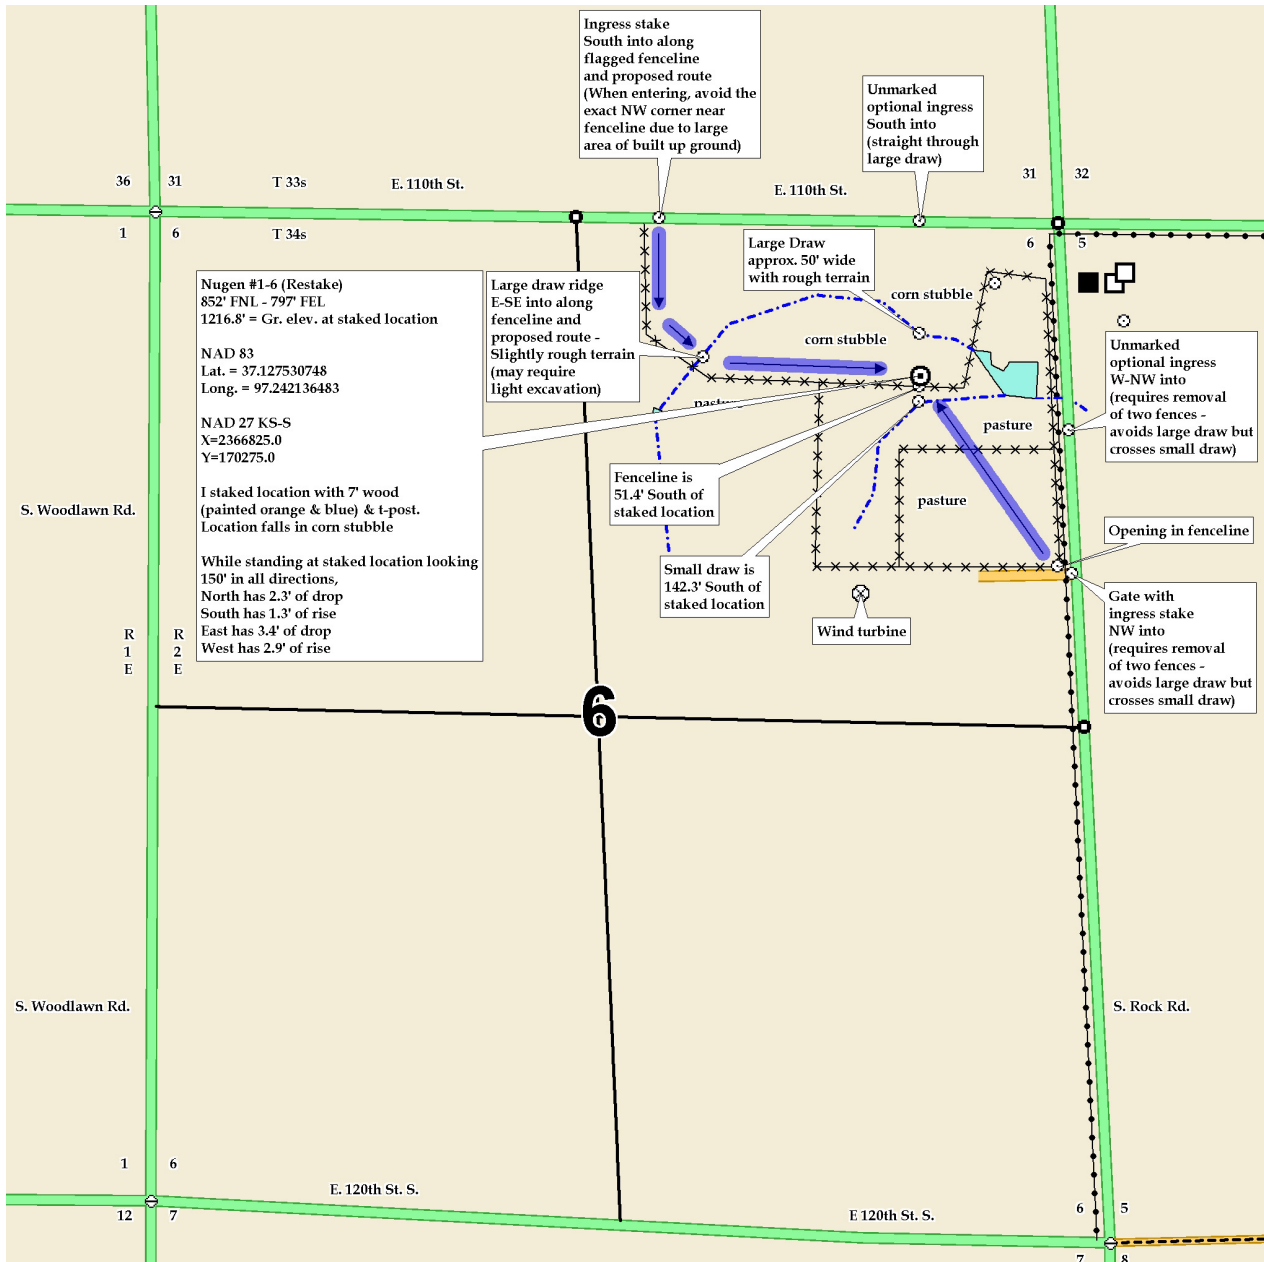 Ingress stake
South into along
flagged fenceline
and proposed route
(When entering, avoid the
exact NW corner near
fenceline due to large
area of built up ground)
Unmarked
optional ingress
South into
(straight through
large draw)
36
31
T 33s
E. 110th St.
E. 110th St.
31
32
1
6
T 34s
6
5
Large Draw
approx. 50' wide
with rough terrain
Nugen #1-6 (Restake)
852' FNL - 797' FEL
1216.8' = Gr. elev. at staked location
NAD 83
Lat. = 37.127530748
Long. = 97.242136483
NAD 27 KS-S
X=2366825.0
Y=170275.0
I staked location with 7' wood
(painted orange & blue) & t-post.
Location falls in corn stubble
While standing at staked location looking
150' in all directions,
North has 2.3' of drop
South has 1.3' of rise
East has 3.4' of drop
West has 2.9' of rise
Large draw ridge
E-SE into along
fenceline and
proposed route -
Slightly rough terrain
(may require
light excavation)
corn stubble
corn stubble
Unmarked
optional ingress
W-NW into
(requires removal
of two fences -
avoids large draw but
crosses small draw)
pasture
pasture
pasture
Fenceline is
51.4' South of
staked location
S. Woodlawn Rd.
Opening in fenceline
Small draw is
142.3' South of
staked location
Gate with
ingress stake
NW into
(requires removal
of two fences -
avoids large draw but
crosses small draw)
Wind turbine
R
1
E
R
2
E
6
S. Woodlawn Rd.
S. Rock Rd.
1
6
E. 120th St. S.
E 120th St. S.
6
5
12
7
7
8